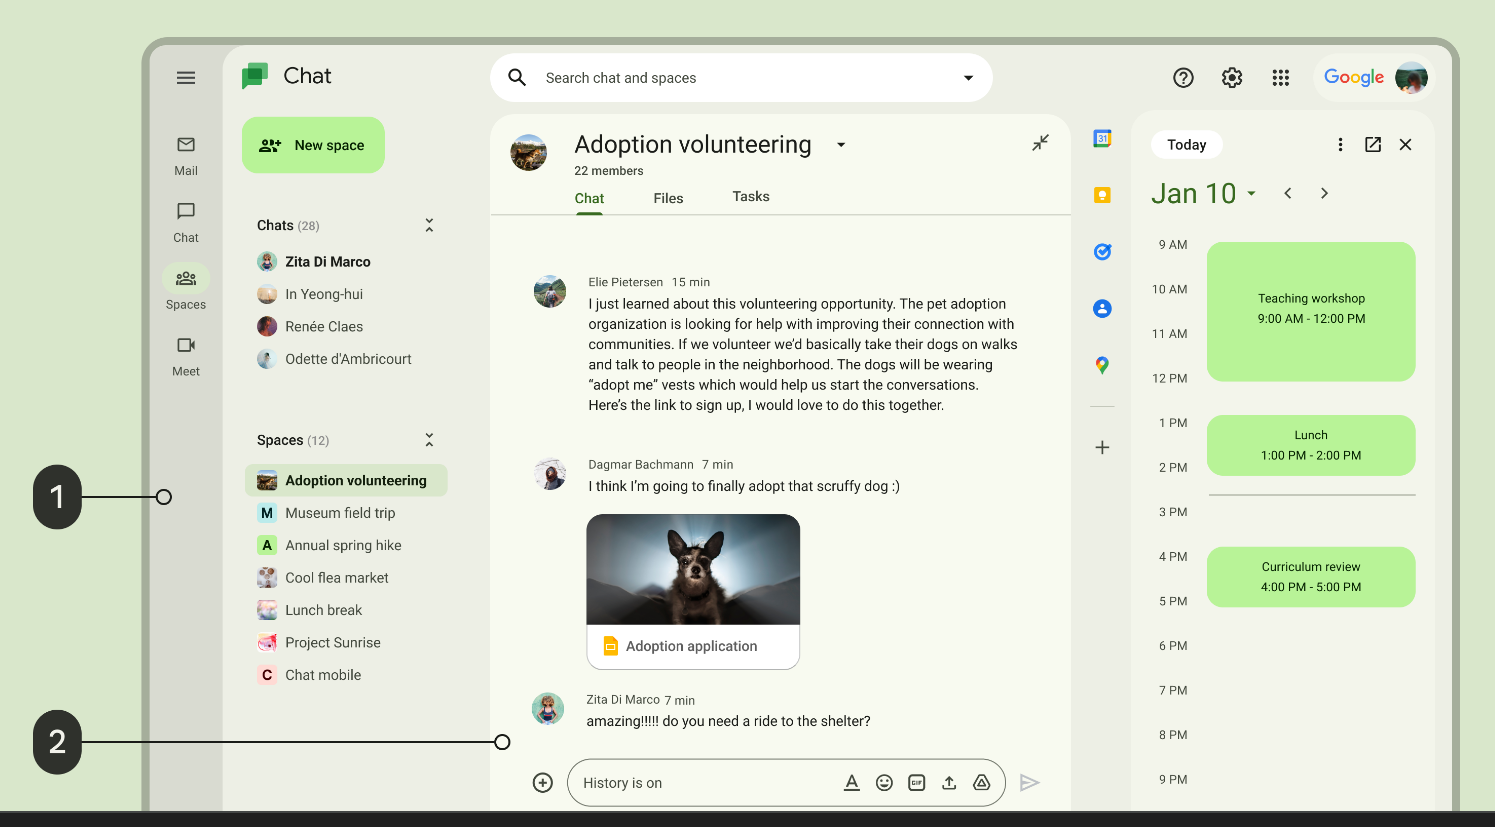 Chat
Search chat and spaces
Google
Mail
Chat
Spaces
Meet
New space
Chats (28)
Zita Di Marco
In Yeong-hui
Renée Claes
Odette d'Ambricourt
Spaces (12)
Adoption volunteering
M Museum field trip
A Annual spring hike
Cool flea market
Lunch break
Project Sunrise
C Chat mobile
1
2
Adoption volunteering
22 members
Chat Files Tasks
Elie Pietersen 15 min
I just learned about this volunteering opportunity. The pet adoption
organization is looking for help with improving their connection with
communities. If we volunteer we’d basically take their dogs on walks
and talk to people in the neighborhood. The dogs will be wearing
“adopt me” vests which would help us start the conversations.
Here’s the link to sign up, I would love to do this together.
Dagmar Bachmann 7 min
I think I’m going to finally adopt that scruffy dog :)
Adoption application
Zita Di Marco 7 min
amazing!!!!! do you need a ride to the shelter?
History is on
A
GIF
31
Today
Jan 10
9 AM
10 AM
11 AM
12 PM
1 PM
2 PM
3 PM
4 PM
5 PM
6 PM
7 PM
8 PM
9 PM
Teaching workshop
9:00 AM - 12:00 PM
Lunch
1:00 PM - 2:00 PM
Curriculum review
4:00 PM - 5:00 PM